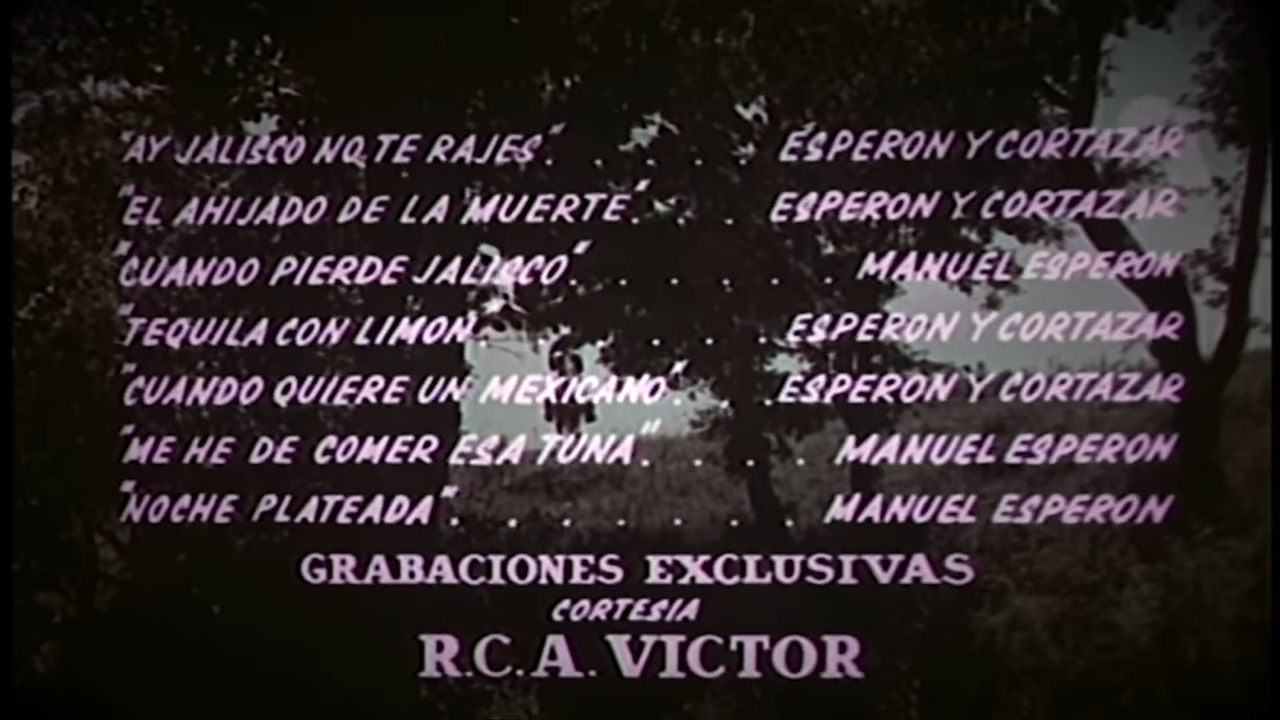 "AY JALISCO NO TE RAJES". . . . . ESPERON Y CORTAZAR
"EL AHIJADO DE LA MUERTE". . . ESPERON Y CORTAZAR
"CUANDO PIERDE JALISCO". . . . . . MANUEL ESPERON
"TEQUILA CON LIMON". . . . . . ESPERON Y CORTAZAR
"CUANDO QUIERE UN MEXICANO". . . ESPERON Y CORTAZAR
"ME HE DE COMER ESA TUNA". . . . MANUEL ESPERON
"NOCHE PLATEADA". . . . . . . MANUEL ESPERON
GRABACIONES EXCLUSIVAS
CORTESIA
R.C.A. VICTOR